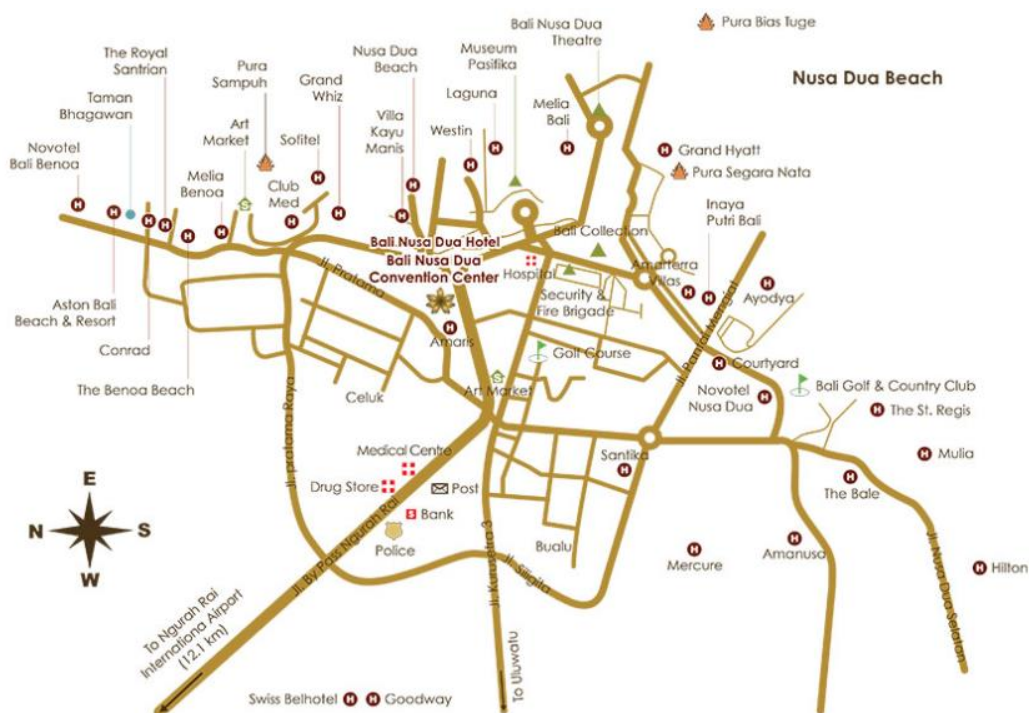 Pura Bias Tuge
Nusa Dua Beach
Bali Nusa Dua
Theatre
Museum
Pasifika
Nusa Dua
Beach
The Royal
Santrian
Pura
Sampuh
Grand
Whiz
Laguna
Melia
Bali
Taman
Bhagawan
Art
Market
Sofitel
Villa
Kayu
Manis
Westin
Novotel
Bali Benoa
Melia
Benoa
Club
Med
Grand Hyatt
Pura Segara Nata
Inaya
Putri Bali
Bali Nusa Dua Hotel
Bali Nusa Dua
Convention Center
Bali Collection
Hospital
Amarterra
Villas
Security &
Fire Brigade
Ayodya
Jl. Pratama
Jl. Pantai Mengiat
Aston Bali
Beach & Resort
Conrad
The Benoa Beach
Amaris
Golf Course
Courtyard
Art Market
Celuk
Novotel
Nusa Dua
Bali Golf & Country Club
The St. Regis
Jl. pratama Raya
Medical Centre
Drug Store
Post
Bank
Police
Santika
Mulia
The Bale
E
N
S
W
Jl. By Pass Ngurah Rai
Jl. Kurusetra3
Jl. Siligita
Bualu
Mercure
Amanusa
Jl. Nusa Dua Selatan
Hilton
To Ngurah Rai
Internationa Airpart
(12.1 km)
To Uluwatu
Swiss Belhotel
Goodway